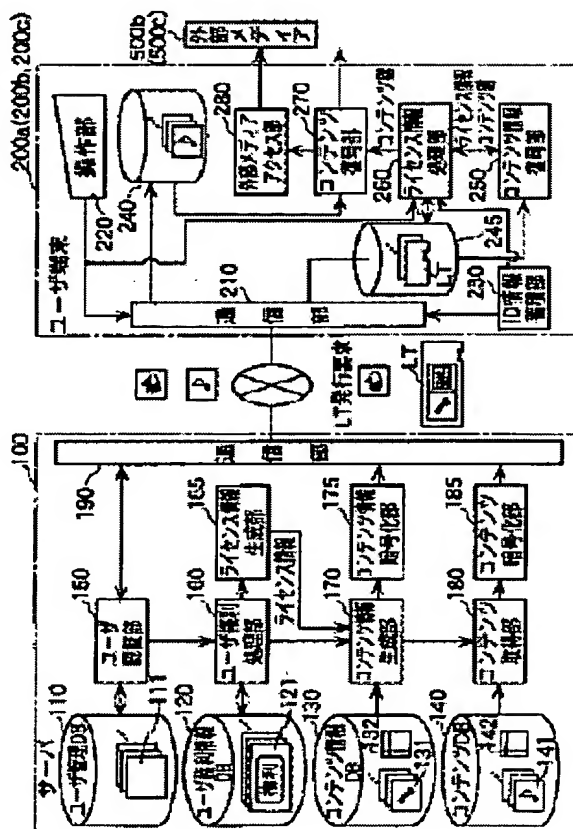 サーバ
100
110
ユーザ管理DB
111
150
ユーザ
認証部
190
通信部
120
ユーザ権利情報
DB
権利
121
160
ユーザ権利
処理部
165
ライセンス情報
生成部
ライセンス情報
130
コンテンツ情報
DB
132
131
170
コンテンツ情報
生成部
175
コンテンツ情報
暗号化部
140
コンテンツDB
142
141
180
コンテンツ
取得部
185
コンテンツ
暗号化部
LT発行要求
LT
ユーザ端末
200a(200b,200c)
操作部
220
210
通信部
240
245
LT
230
ID情報
蓄積部
280
外部メディア
アクセス部
270
コンテンツ
復号部
コンテンツ鍵
260
ライセンス情報
処理部
ライセンス情報
コンテンツ鍵
250
コンテンツ情報
復号部
500b
(500c)
外部メディア